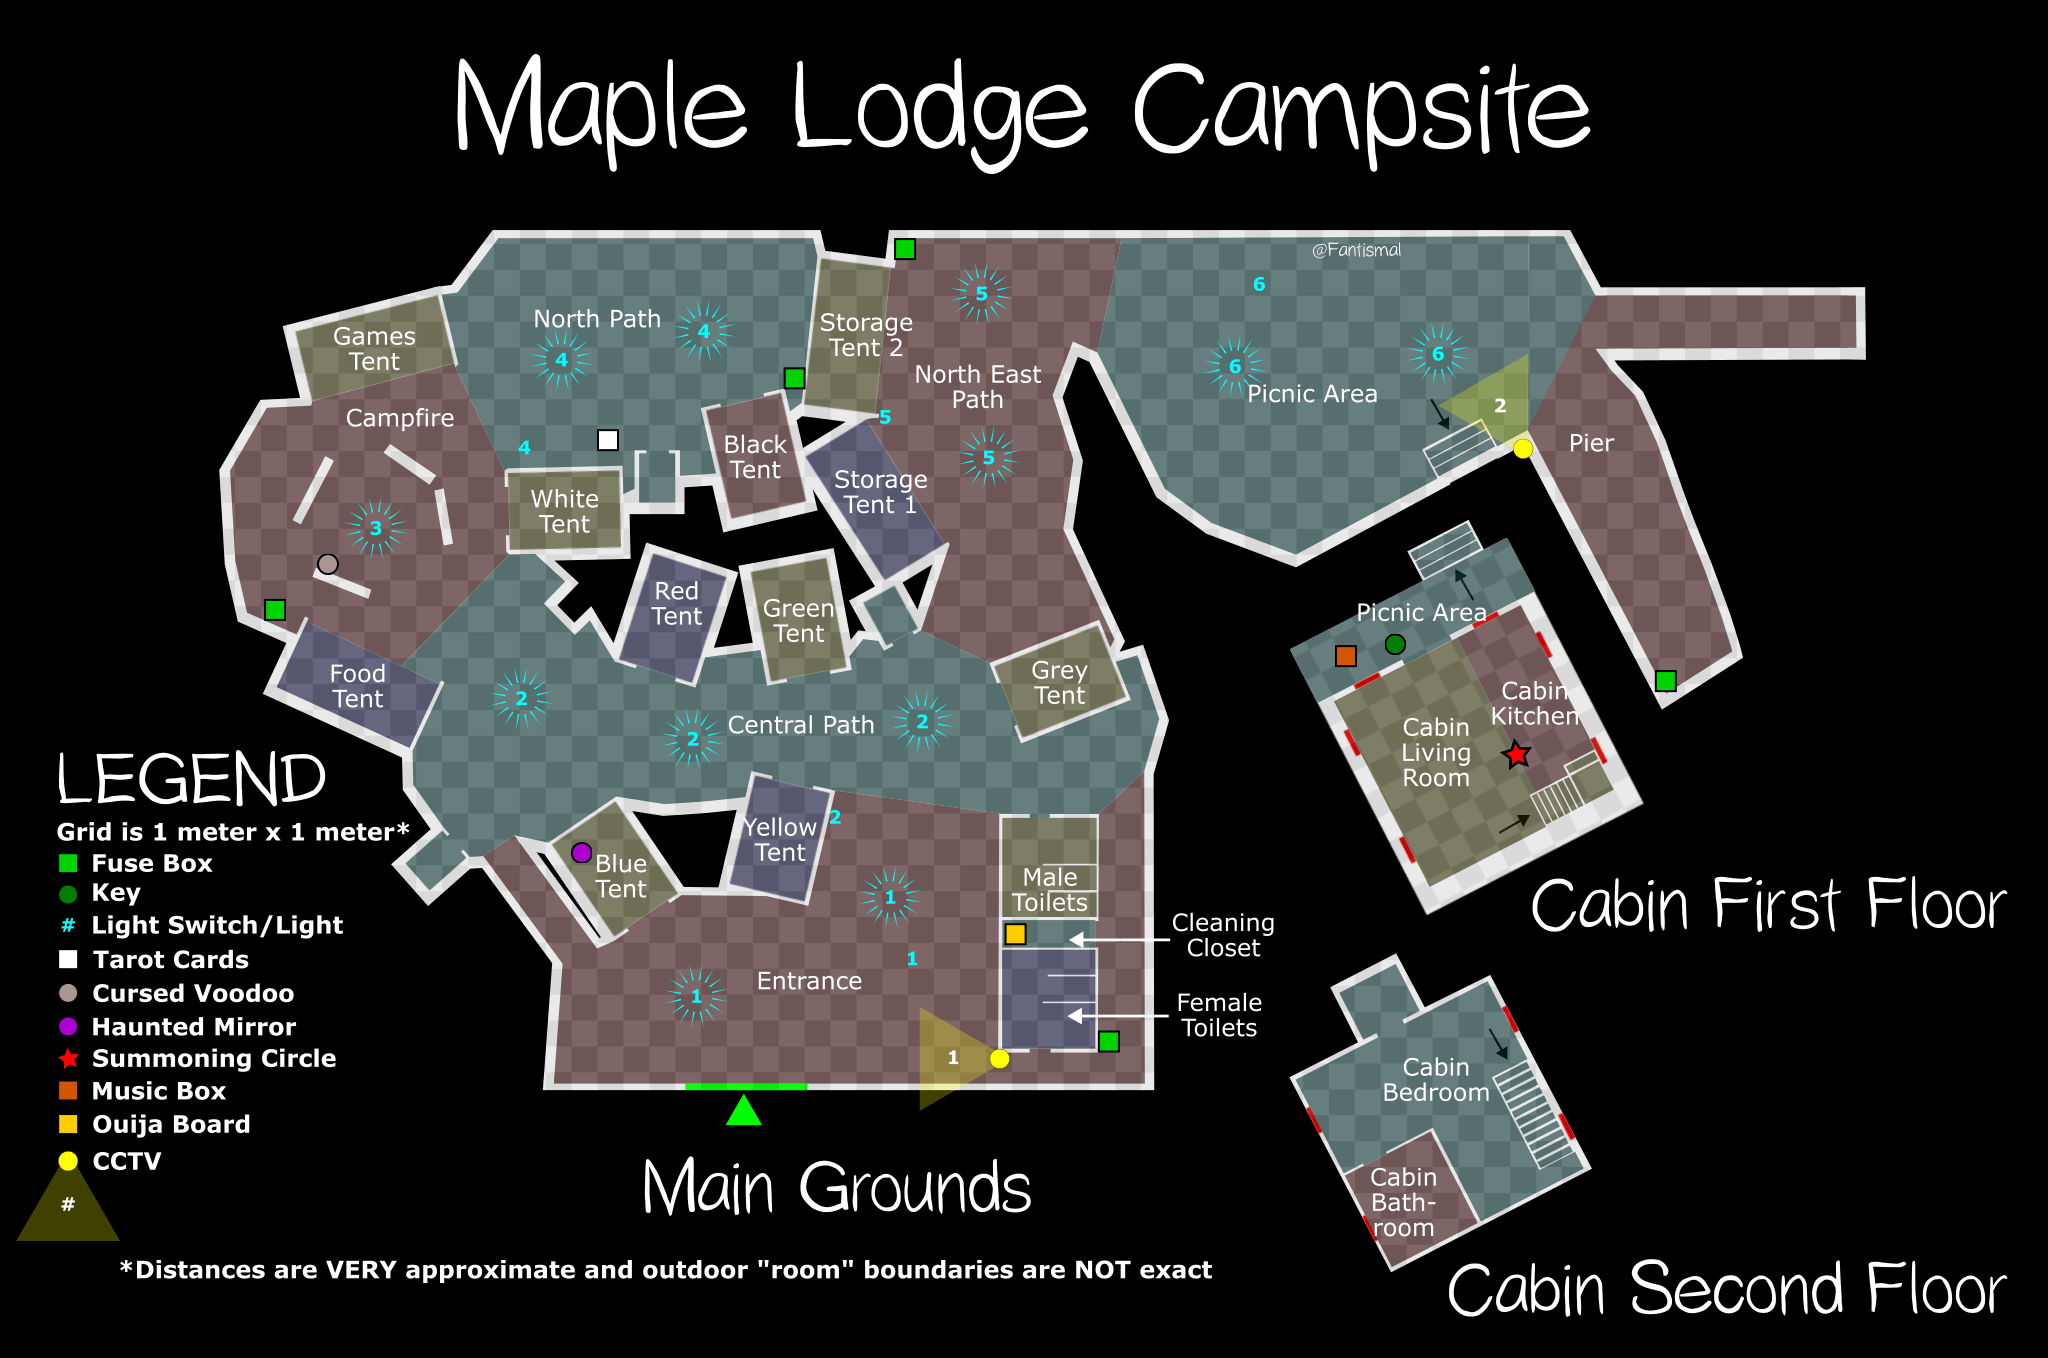 Maple Lodge Campsite
@Fantismal
5
6
North Path
4
4
Storage
Tent 2
Games
Tent
6
6
North East
Path
Picnic Area
2
Campfire
5
4
Black
Tent
5
Pier
Storage
Tent 1
White
Tent
3
Red
Tent
Green
Tent
Picnic Area
Food
Tent
Grey
Tent
2
2
2
Central Path
Cabin
Kitchen
Cabin
Living
Room
2
Yellow
Tent
Blue
Tent
Male
Toilets
1
1
1
Entrance
Cleaning
Closet
Female
Toilets
1
Cabin First Floor
LEGEND
Grid is 1 meter x 1 meter*
Fuse Box
Key
# Light Switch/Light
Tarot Cards
Cursed Voodoo
Haunted Mirror
Summoning Circle
Music Box
Ouija Board
CCTV
#
Cabin
Bedroom
Cabin
Bath-
room
Main Grounds
Cabin Second Floor
*Distances are VERY approximate and outdoor "room" boundaries are NOT exact